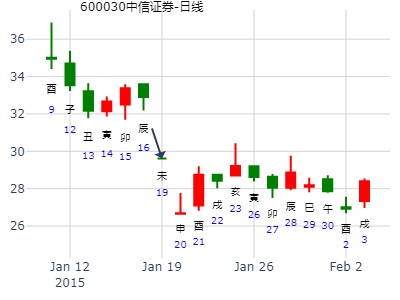 600030中信证券-日线
36
34
32
30
28
26
酉
9
子
12
丑
13
寅
14
卯
15
辰
16
未
19
申
20
酉
21
戌
22
亥
23
寅
26
卯
27
辰
28
巳
29
午
30
酉
2
戌
3
Jan 12
2015
Jan 19
Jan 26
Feb 2